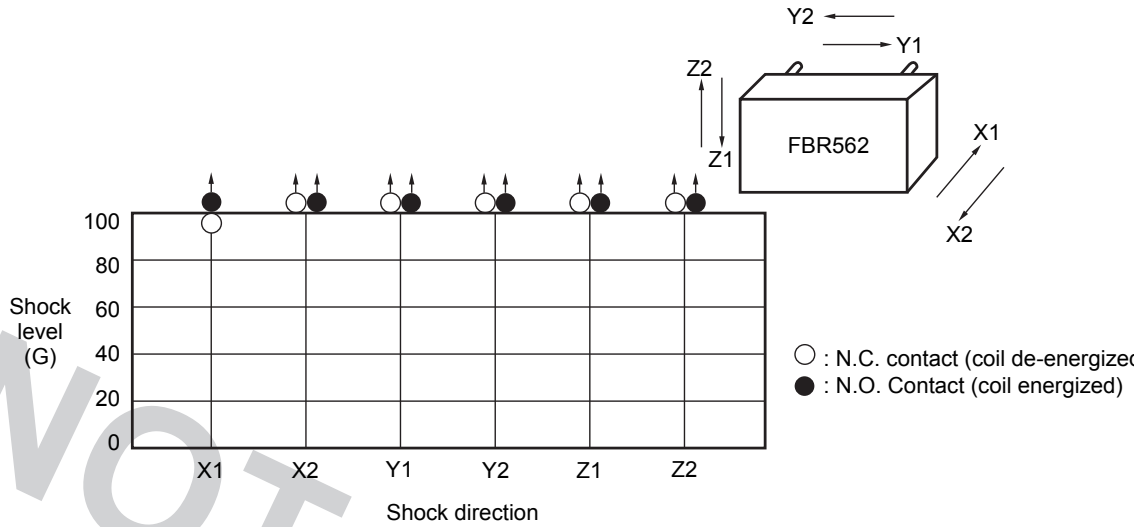 Y2
Y1
Z2
Z1
FBR562
X1
X2
100
80
60
40
20
0
Shock
level
(G)
X1 X2 Y1 Y2 Z1 Z2
Shock direction
: N.C. contact (coil de-energized
: N.O. Contact (coil energized)
NOT